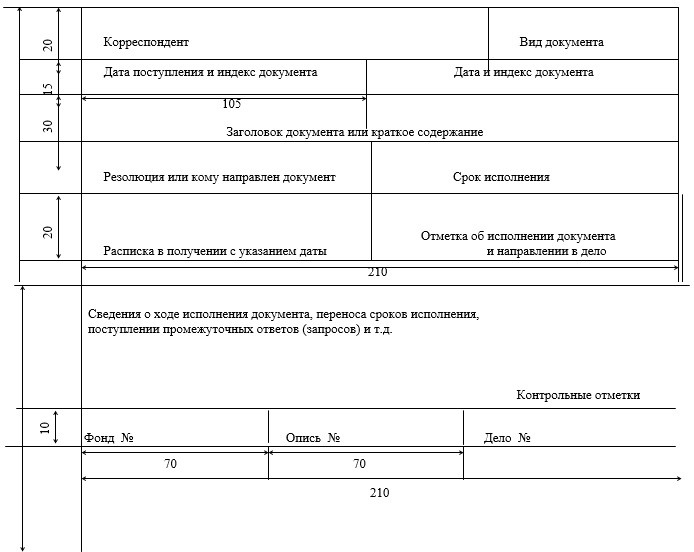 20
Корреспондент
Вид документа
15
Дата поступления и индекс документа
Дата и индекс документа
105
30
Заголовок документа или краткое содержание
Резолюция или кому направлен документ
Срок исполнения
20
Расписка в получении с указанием даты
Отметка об исполнении документа
и направлении в дело
210
Сведения о ходе исполнения документа, переноса сроков исполнения,
поступлении промежуточных ответов (запросов) и т.д.
Контрольные отметки
10
Фонд №
Опись №
Дело №
70
70
210